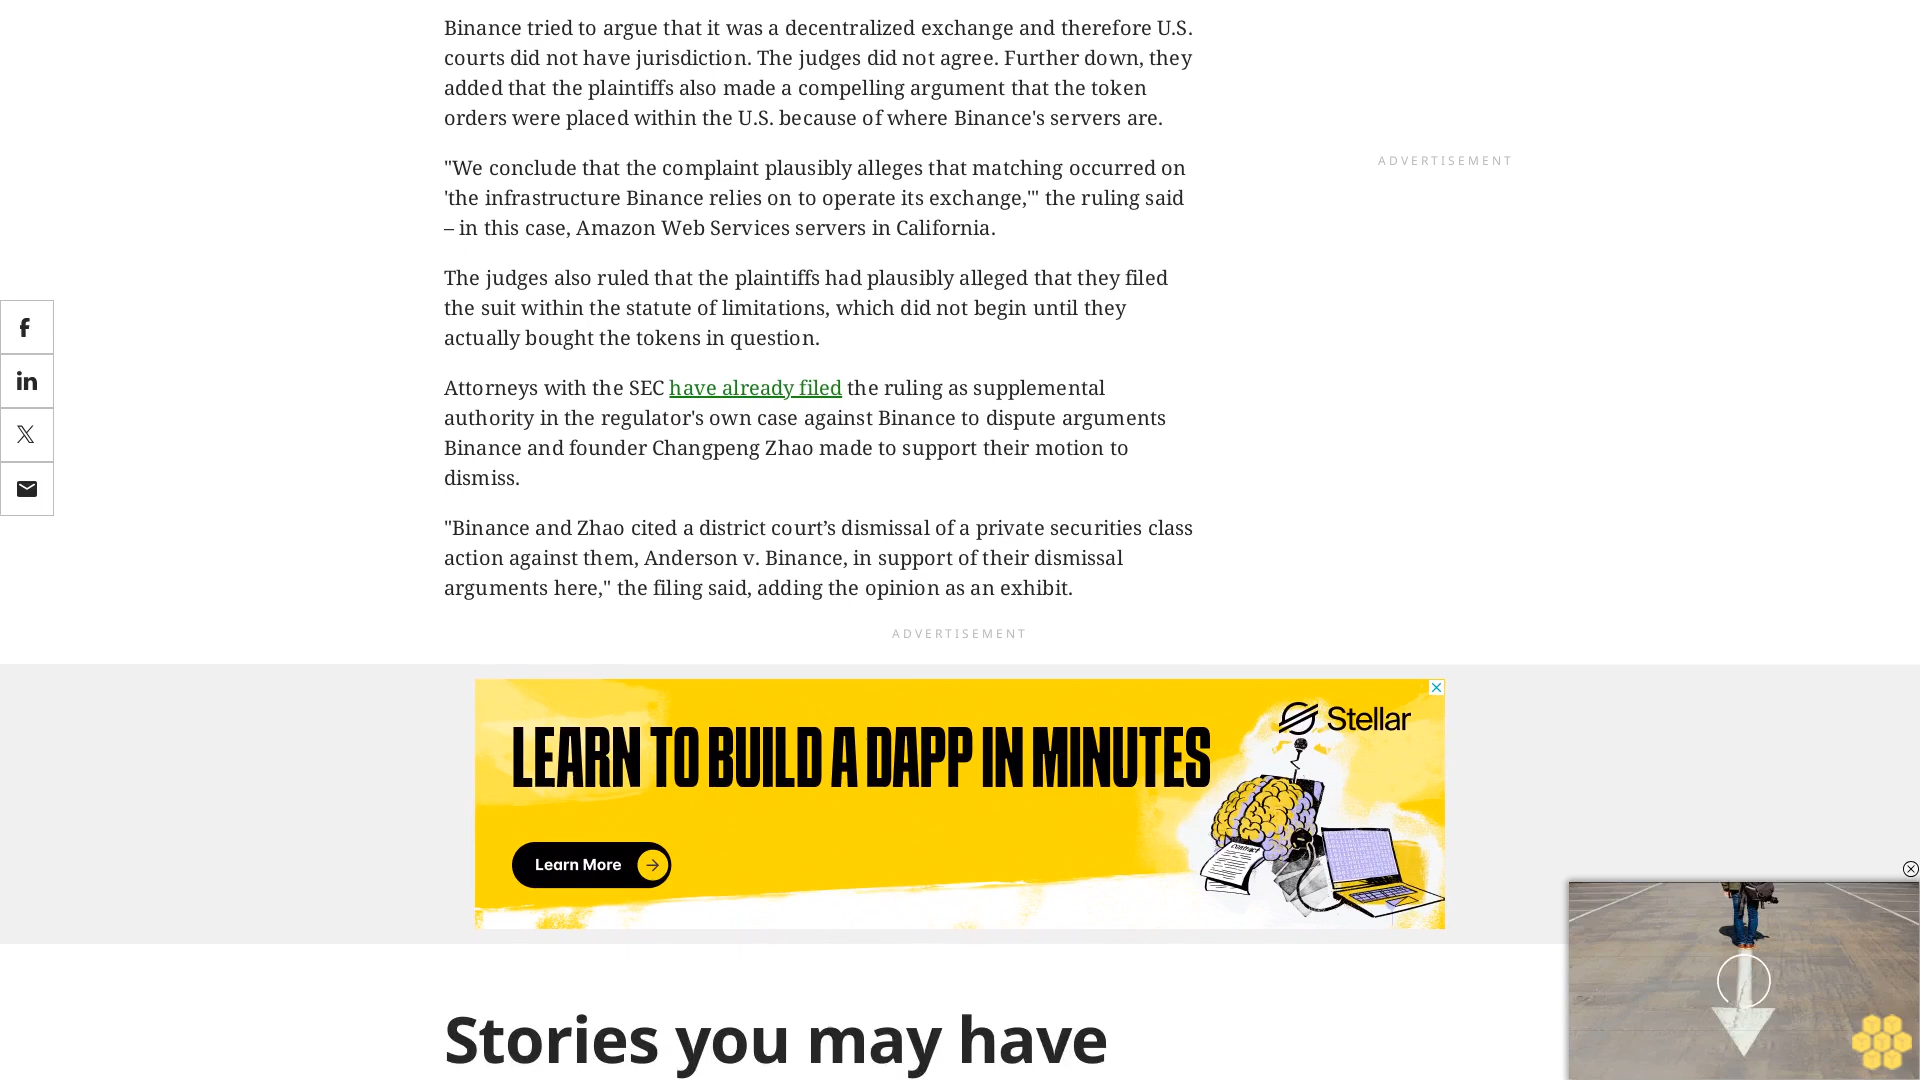 Binance tried to argue that it was a decentralized exchange and therefore U.S.
courts did not have jurisdiction. The judges did not agree. Further down, they
added that the plaintiffs also made a compelling argument that the token
orders were placed within the U.S. because of where Binance's servers are.
"We conclude that the complaint plausibly alleges that matching occurred on
'the infrastructure Binance relies on to operate its exchange,'" the ruling said
– in this case, Amazon Web Services servers in California.
The judges also ruled that the plaintiffs had plausibly alleged that they filed
the suit within the statute of limitations, which did not begin until they
actually bought the tokens in question.
Attorneys with the SEC have already filed the ruling as supplemental
authority in the regulator's own case against Binance to dispute arguments
Binance and founder Changpeng Zhao made to support their motion to
dismiss.
"Binance and Zhao cited a district court’s dismissal of a private securities class
action against them, Anderson v. Binance, in support of their dismissal
arguments here," the filing said, adding the opinion as an exhibit.
ADVERTISEMENT
ADVERTISEMENT
LEARN TO BUILD A DAPP IN MINUTES
Stellar
contract
Learn More
Stories you may have